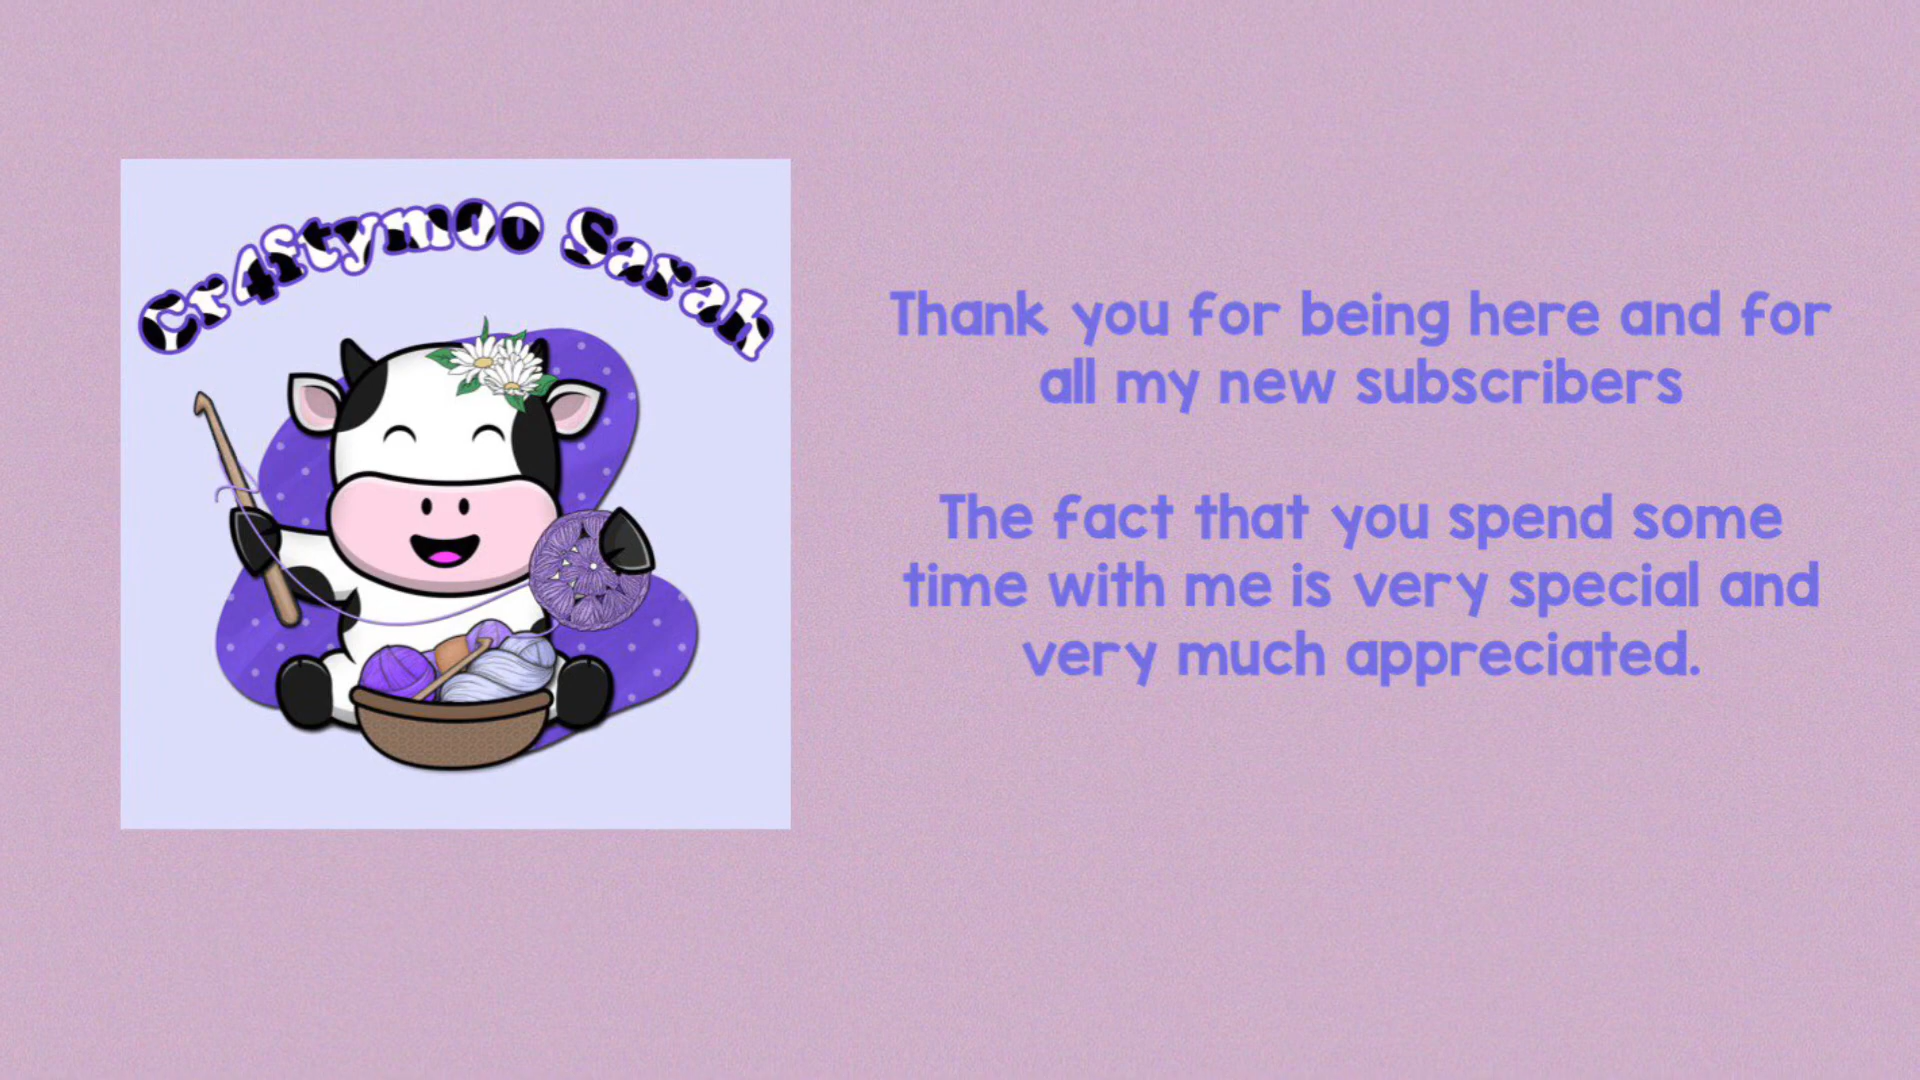 Cr4ftymoo Sarah
Thank you for being here and for
all my new subscribers
The fact that you spend some
time with me is very special and
very much appreciated.